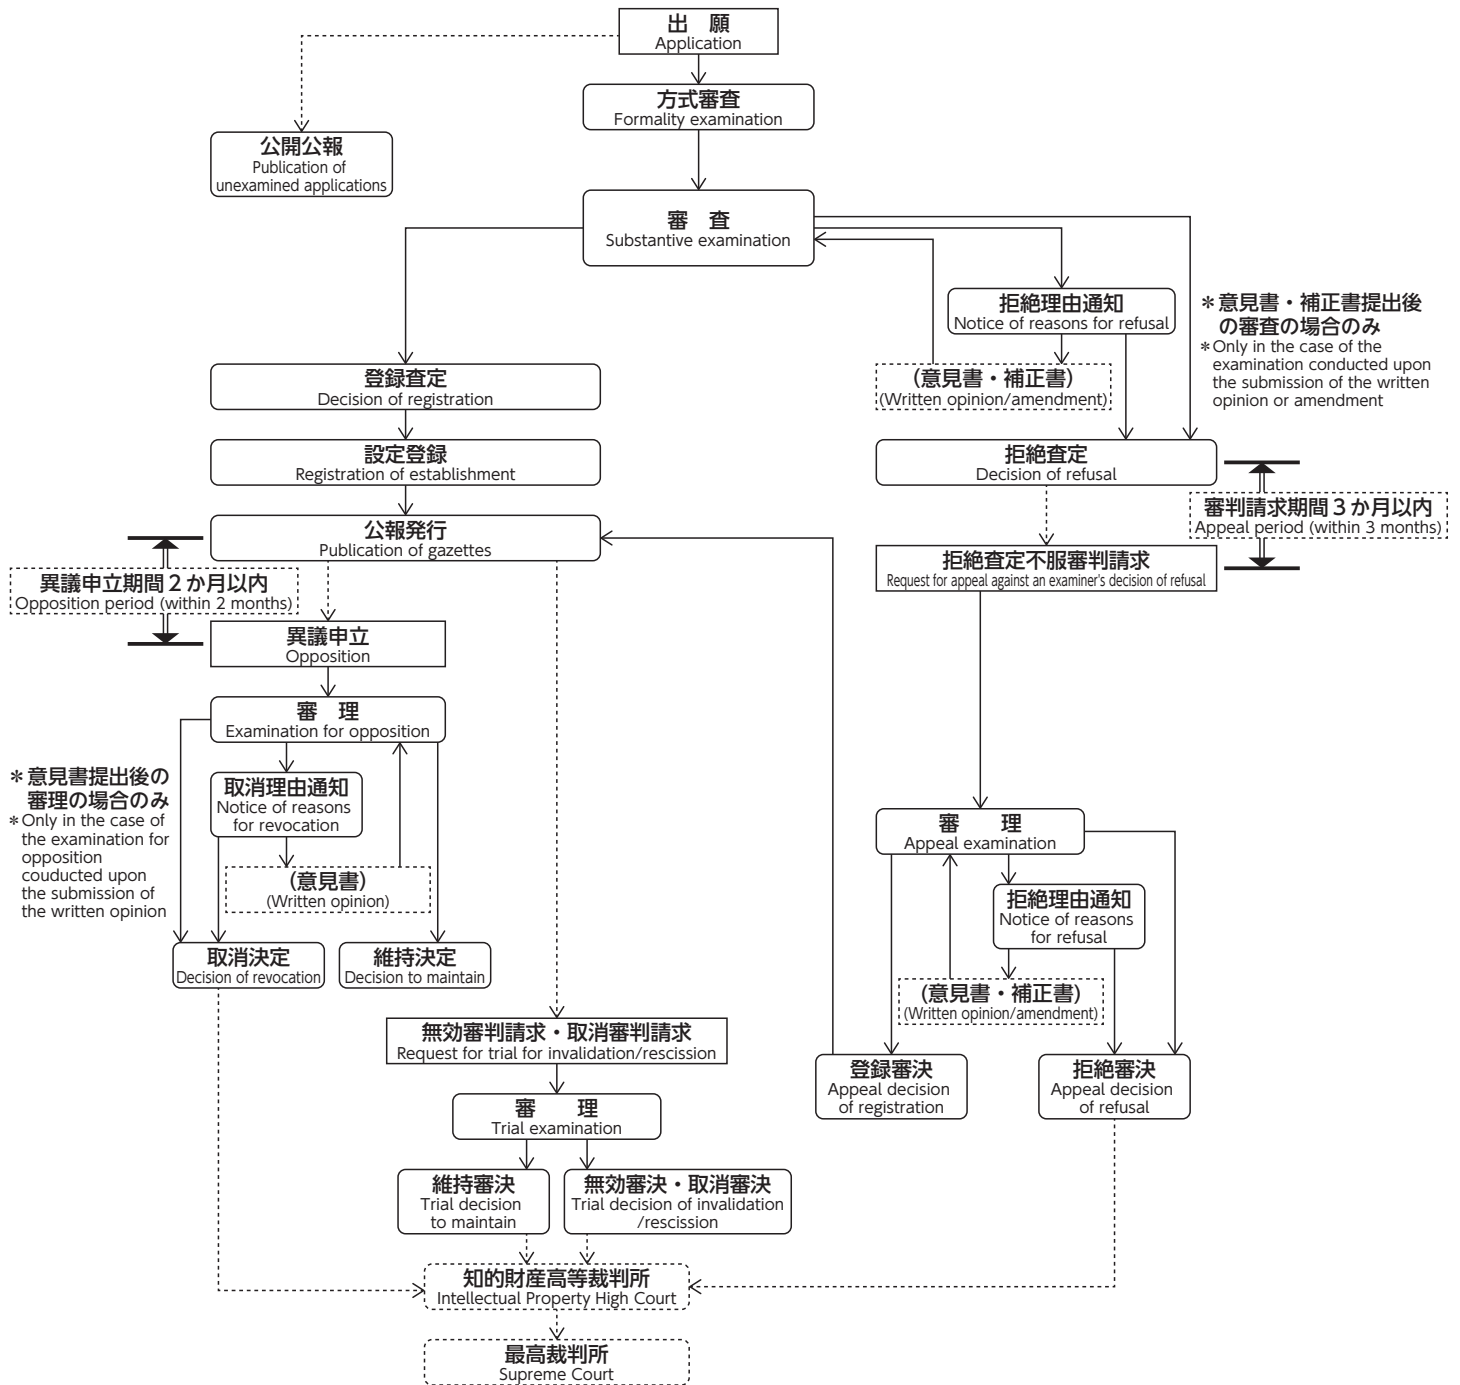 出　願
Application
方式審査
Formality examination
公開公報
Publication of
unexamined applications
審　査
Substantive examination
拒絶理由通知
Notice of reasons for refusal
＊意見書・補正書提出後
の審査の場合のみ
＊Only in the case of the
examination conducted upon
the submission of the written
opinion or amendment
(意見書・補正書)
(Written opinion/amendment)
登録査定
Decision of registration
設定登録
Registration of establishment
拒絶査定
Decision of refusal
審判請求期間３か月以内
Appeal period (within 3 months)
公報発行
Publication of gazettes
拒絶査定不服審判請求
Request for appeal against an examiner's decision of refusal
異議申立期間２か月以内
Opposition period (within 2 months)
異議申立
Opposition
審　理
Examination for opposition
＊意見書提出後の
審理の場合のみ
＊Only in the case of
the examination for
opposition
couducted upon
the submission of
the written opinion
取消理由通知
Notice of reasons
for revocation
(意見書)
(Written opinion)
審　　理
Appeal examination
拒絶理由通知
Notice of reasons
for refusal
(意見書・補正書)
(Written opinion/amendment)
取消決定
Decision of revocation
維持決定
Decision to maintain
無効審判請求・取消審判請求
Request for trial for invalidation/rescission
登録審決
Appeal decision
of registration
拒絶審決
Appeal decision
of refusal
審　　理
Trial examination
維持審決
Trial decision
to maintain
無効審決・取消審決
Trial decision of invalidation
/rescission
知的財産高等裁判所
Intellectual Property High Court
最高裁判所
Supreme Court